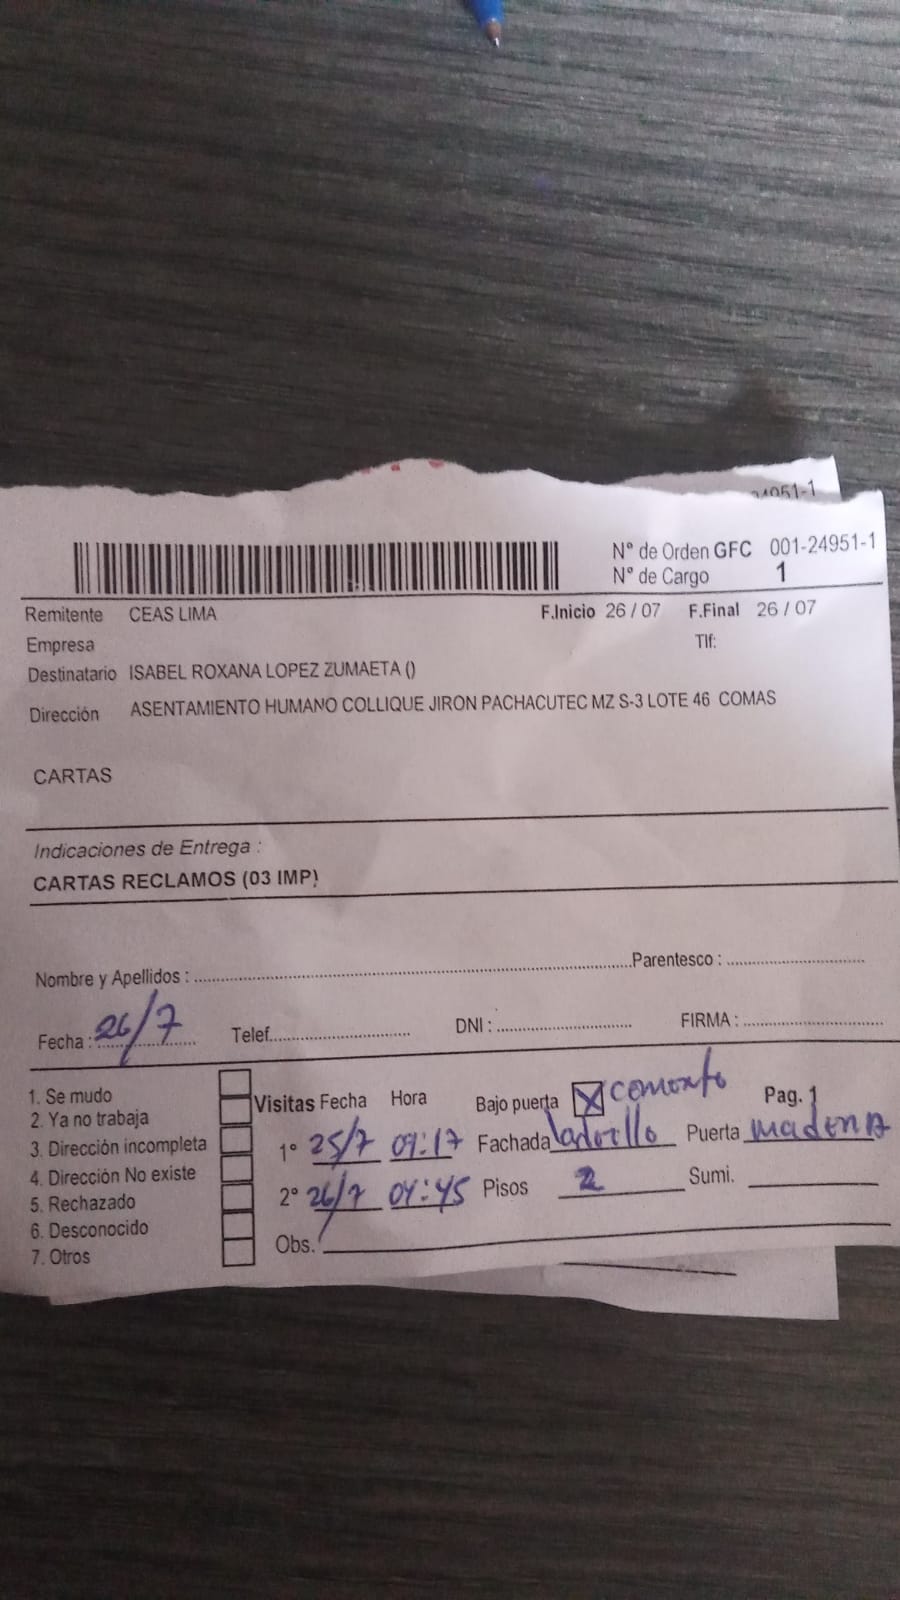 24951-1
N° de Orden GFC 001-24951-1
N° de Cargo 1
Remitente CEAS LIMA F.Inicio 26 / 07 F.Final 26 / 07
Empresa Tlf:
Destinatario ISABEL ROXANA LOPEZ ZUMAETA ()
Dirección ASENTAMIENTO HUMANO COLLIQUE JIRON PACHACUTEC MZ S-3 LOTE 46 COMAS
CARTAS
Indicaciones de Entrega :
CARTAS RECLAMOS (03 IMP)
Nombre y Apellidos : Parentesco :
Fecha : 26/7 Telef. DNI : FIRMA :
1. Se mudo
2. Ya no trabaja
3. Dirección incompleta
4. Dirección No existe
5. Rechazado
6. Desconocido
7. Otros
Visitas Fecha Hora Bajo puerta X Pag. 1
1° 25/7 09:17 Fachada ladrillo Puerta madera
2° 26/7 04:45 Pisos 2 Sumi.
Obs.